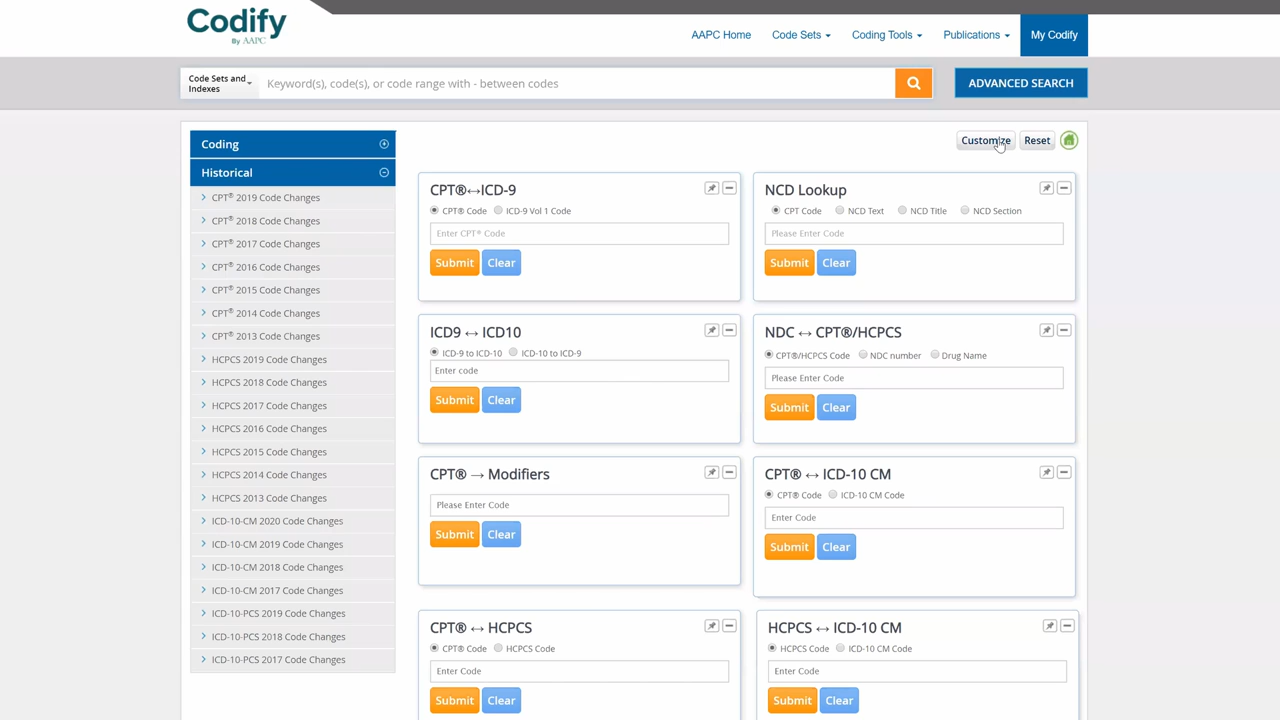 Codify
By AAPC
AAPC Home
Code Sets
Coding Tools
Publications
My Codify
Code Sets and
Indexes
Keyword(s), code(s), or code range with - between codes
ADVANCED SEARCH
Coding
Historical
CPT® 2019 Code Changes
CPT® 2018 Code Changes
CPT® 2017 Code Changes
CPT® 2016 Code Changes
CPT® 2015 Code Changes
CPT® 2014 Code Changes
CPT® 2013 Code Changes
HCPCS 2019 Code Changes
HCPCS 2018 Code Changes
HCPCS 2017 Code Changes
HCPCS 2016 Code Changes
HCPCS 2015 Code Changes
HCPCS 2014 Code Changes
HCPCS 2013 Code Changes
ICD-10-CM 2020 Code Changes
ICD-10-CM 2019 Code Changes
ICD-10-CM 2018 Code Changes
ICD-10-CM 2017 Code Changes
ICD-10-PCS 2019 Code Changes
ICD-10-PCS 2018 Code Changes
ICD-10-PCS 2017 Code Changes
Customize
Reset
CPT®↔ICD-9
CPT® Code
ICD-9 Vol 1 Code
Enter CPT® Code
Submit
Clear
NCD Lookup
CPT Code
NCD Text
NCD Title
NCD Section
Please Enter Code
Submit
Clear
ICD9 ↔ ICD10
ICD-9 to ICD-10
ICD-10 to ICD-9
Enter code
Submit
Clear
NDC ↔ CPT®/HCPCS
CPT®/HCPCS Code
NDC number
Drug Name
Please Enter Code
Submit
Clear
CPT® → Modifiers
Please Enter Code
Submit
Clear
CPT® ↔ ICD-10 CM
CPT® Code
ICD-10 CM Code
Enter Code
Submit
Clear
CPT® ↔ HCPCS
CPT® Code
HCPCS Code
Enter Code
Submit
Clear
HCPCS ↔ ICD-10 CM
HCPCS Code
ICD-10 CM Code
Enter Code
Submit
Clear